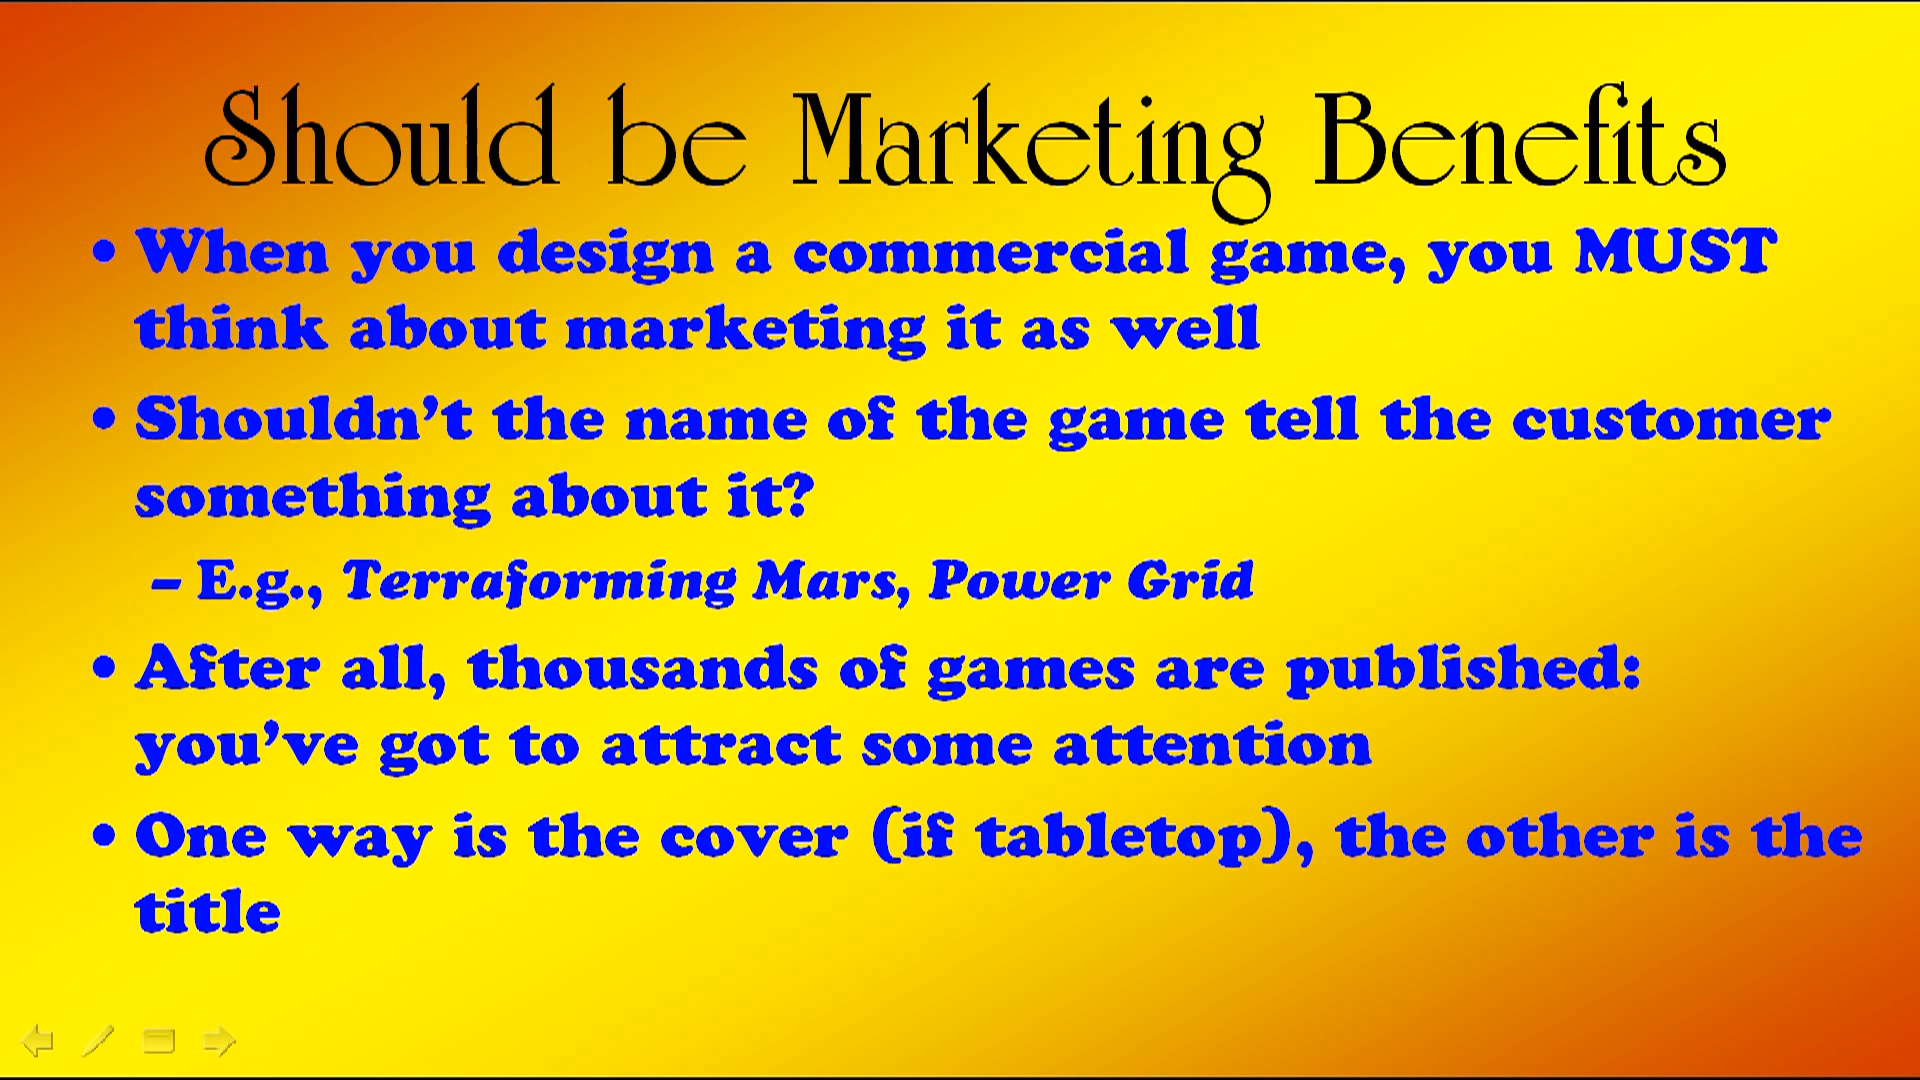 Should be Marketing Benefits
• When you design a commercial game, you MUST
think about marketing it as well
• Shouldn’t the name of the game tell the customer
something about it?
– E.g., Terraforming Mars, Power Grid
• After all, thousands of games are published:
you’ve got to attract some attention
• One way is the cover (if tabletop), the other is the
title